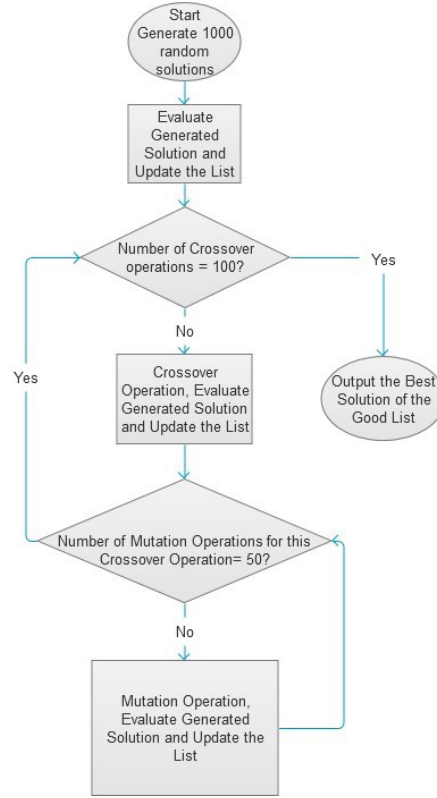 Start
Generate 1000
random
solutions
Evaluate
Generated
Solution and
Update the List
Number of Crossover
operations = 100?
Yes
No
Yes
Crossover
Operation, Evaluate
Generated Solution
and Update the List
Output the Best
Solution of the
Good List
Number of Mutation Operations for this
Crossover Operation= 50?
No
Mutation Operation,
Evaluate Generated
Solution and Update the
List